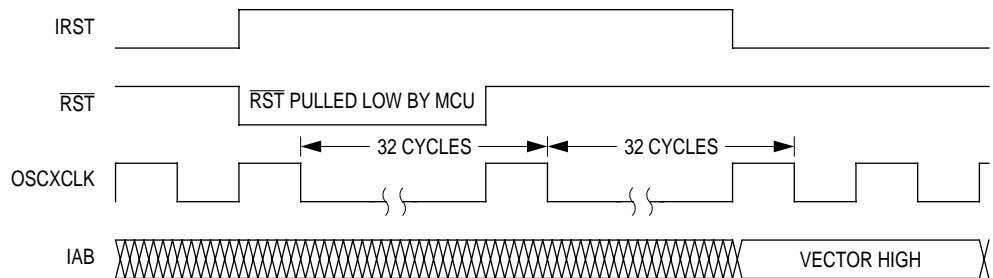 IRST
RST
RST PULLED LOW BY MCU
32 CYCLES
32 CYCLES
OSCXCLK
IAB
VECTOR HIGH